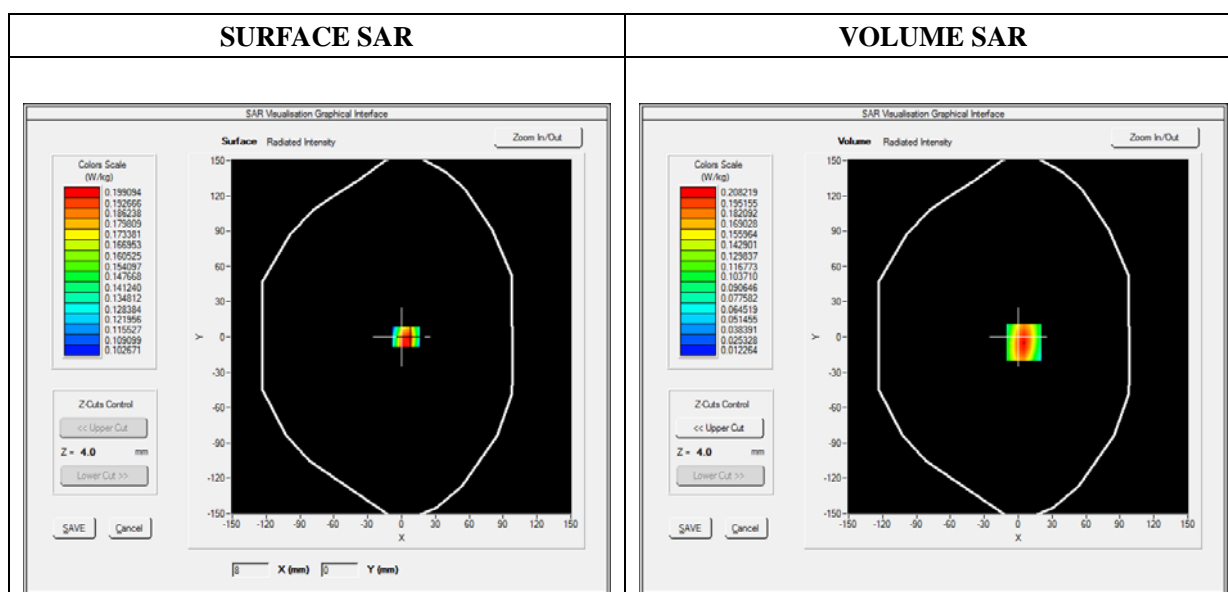 SURFACE SAR
VOLUME SAR
SAR Visualisation Graphical Interface
Surface Radiated Intensity
Zoom In/Out
Colors Scale
(W/kg)
0.199094
0.192666
0.186238
0.179809
0.173381
0.166953
0.160525
0.154097
0.147668
0.141240
0.134812
0.128384
0.121956
0.115527
0.109099
0.102671
150
120
90
60
30
0
-30
-60
-90
-120
-150
Y
-150 -120 -90 -60 -30 0 30 60 90 120 150
X
Z-Cuts Control
<< Upper Cut
Z = 4.0 mm
Lower Cut >>
SAVE Cancel
8 X (mm) 0 Y (mm)
SAR Visualisation Graphical Interface
Volume Radiated Intensity
Zoom In/Out
Colors Scale
(W/kg)
0.208219
0.195155
0.182092
0.169028
0.155964
0.142901
0.129837
0.116773
0.103710
0.090646
0.077582
0.064519
0.051455
0.038391
0.025328
0.012264
150
120
90
60
30
0
-30
-60
-90
-120
-150
Y
-150 -120 -90 -60 -30 0 30 60 90 120 150
X
Z-Cuts Control
<< Upper Cut
Z = 4.0 mm
Lower Cut >>
SAVE Cancel